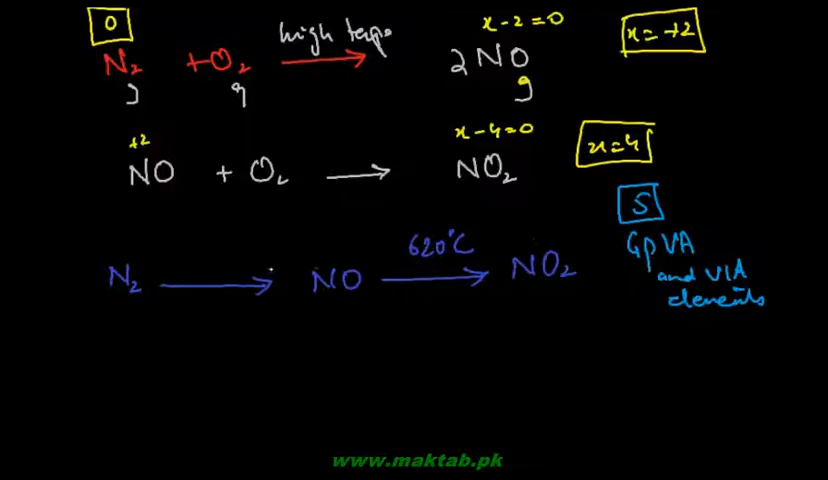 0 x-2=0 x=+2
N₂ +O₂ high temp 2NO
g g g
+2 x-4=0 x=4
NO + O₂ → NO₂
5
Gp VA
and VIA
elements
620°C
N₂ → NO → NO₂
www.maktab.pk